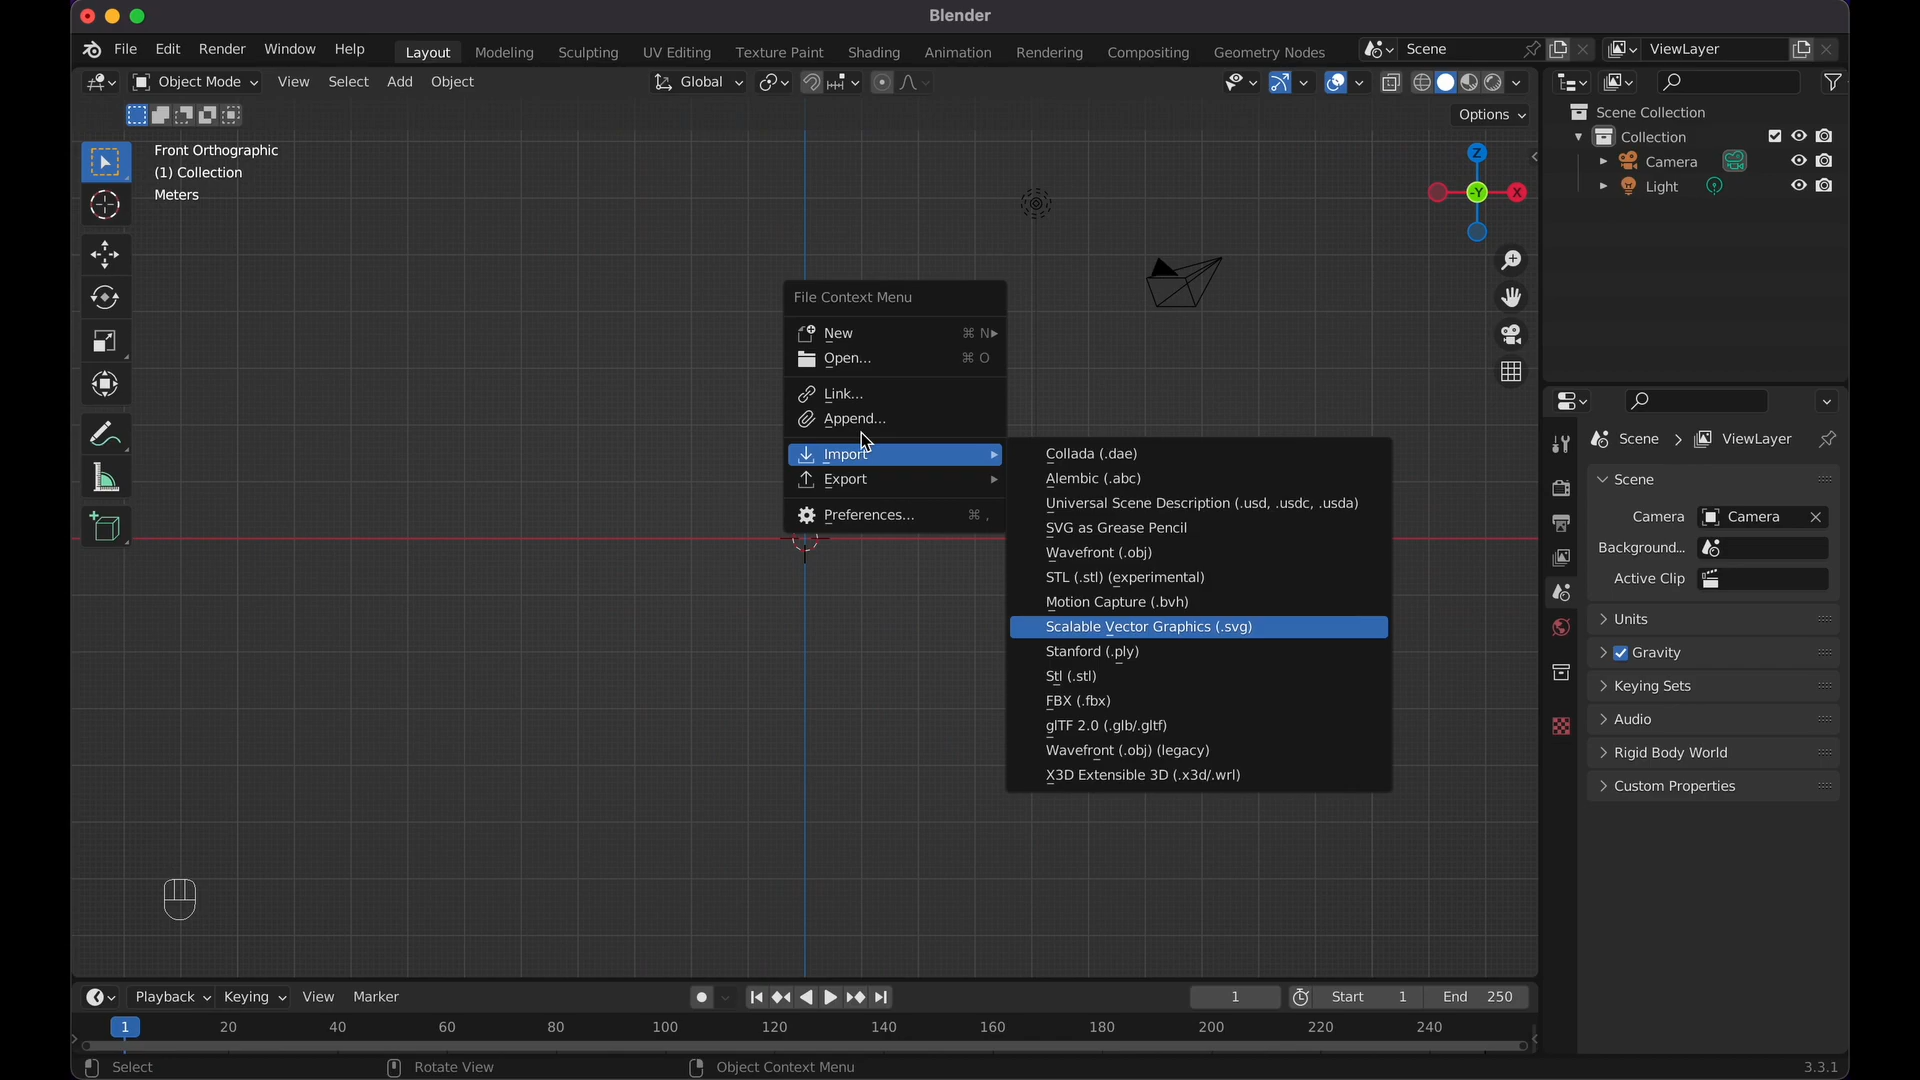 Blender
File Edit Render Window Help Layout Modeling Sculpting UV Editing Texture Paint Shading Animation Rendering Compositing Geometry Nodes Scene ViewLayer
Object Mode View Select Add Object Global
Options
Front Orthographic
(1) Collection
Meters
Z
-Y
X
Scene Collection
Collection
Camera
Light
File Context Menu
New ⌘ N
Open... ⌘ O
Link...
Append...
Import
Export
Preferences... ⌘ ,
Collada (.dae)
Alembic (.abc)
Universal Scene Description (.usd, .usdc, .usda)
SVG as Grease Pencil
Wavefront (.obj)
STL (.stl) (experimental)
Motion Capture (.bvh)
Scalable Vector Graphics (.svg)
Stanford (.ply)
Stl (.stl)
FBX (.fbx)
glTF 2.0 (.glb/.gltf)
Wavefront (.obj) (legacy)
X3D Extensible 3D (.x3d/.wrl)
Scene ViewLayer
Scene
Camera Camera
Background...
Active Clip
Units
Gravity
Keying Sets
Audio
Rigid Body World
Custom Properties
Playback Keying View Marker 1 Start 1 End 250
1 20 40 60 80 100 120 140 160 180 200 220 240
Select Rotate View Object Context Menu 3.3.1